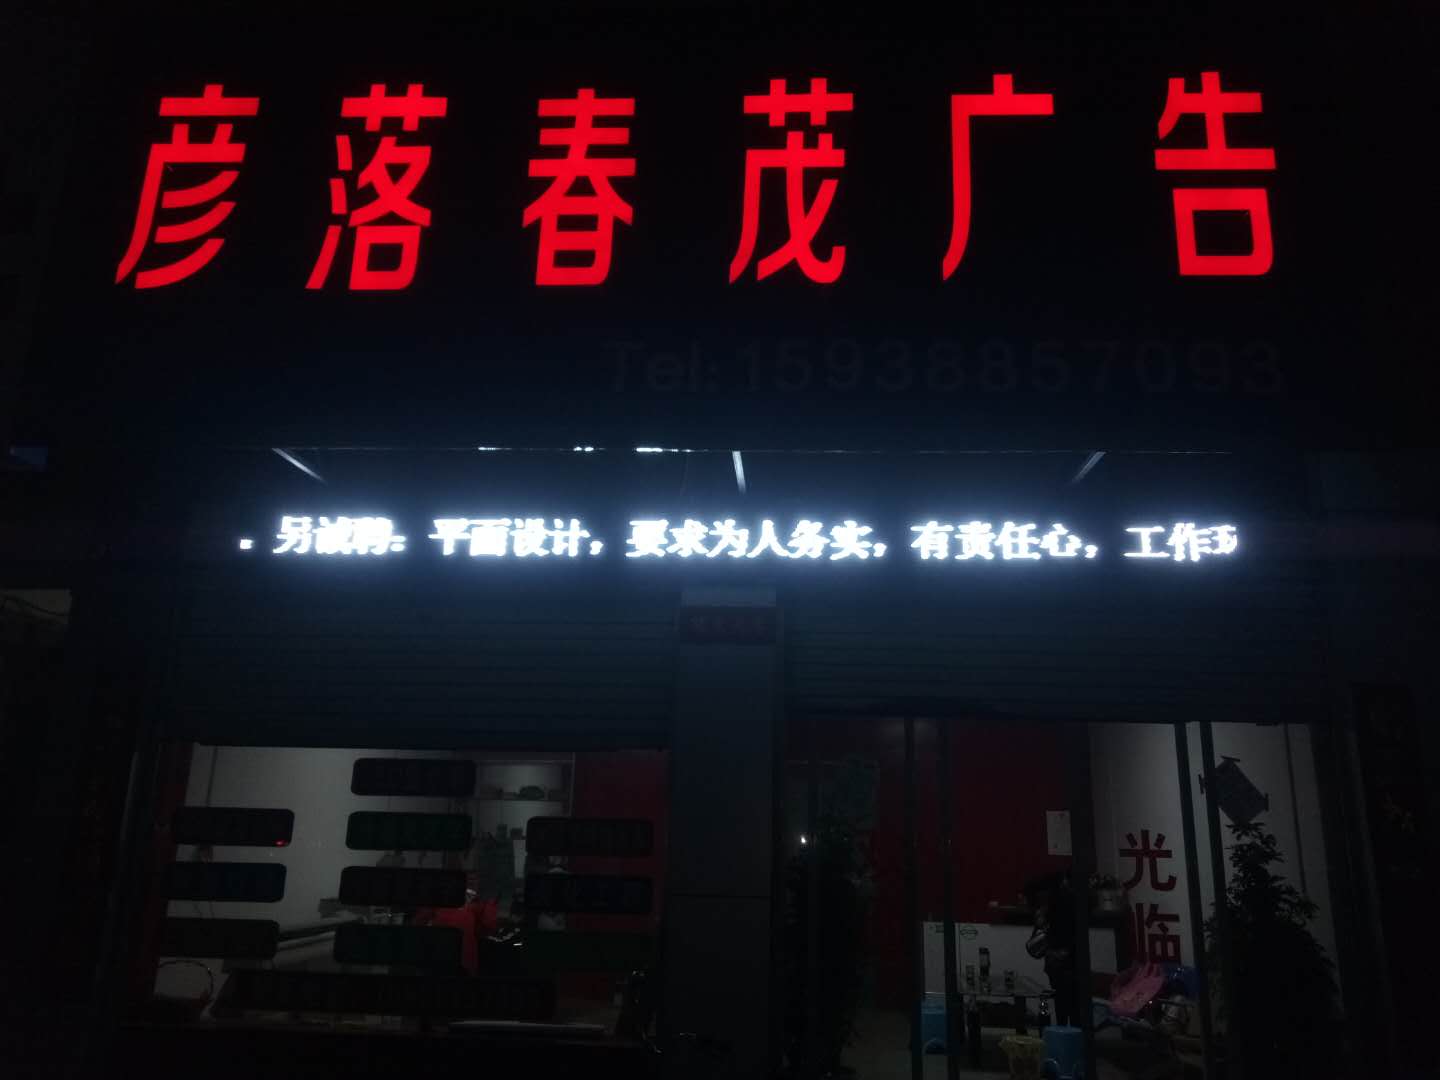 彦落春茂广告
Tel:15938857093
。另诚聘：平面设计，要求为人务实，有责任心，工作
光临